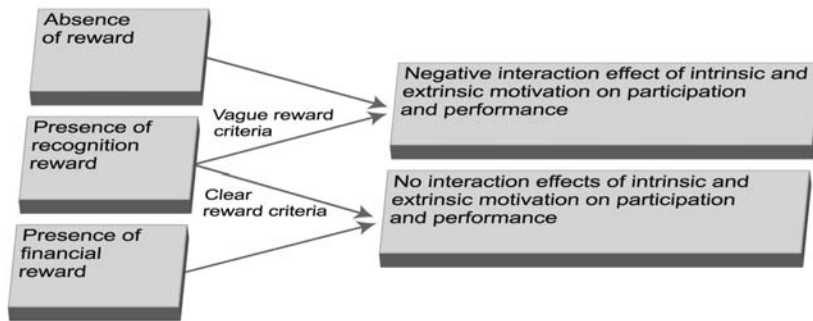 Absence
of reward
Negative interaction effect of intrinsic and
extrinsic motivation on participation
and performance
Vague reward
criteria
Presence of
recognition
reward
Clear
reward criteria
No interaction effects of intrinsic and
extrinsic motivation on participation
and performance
Presence of
financial
reward